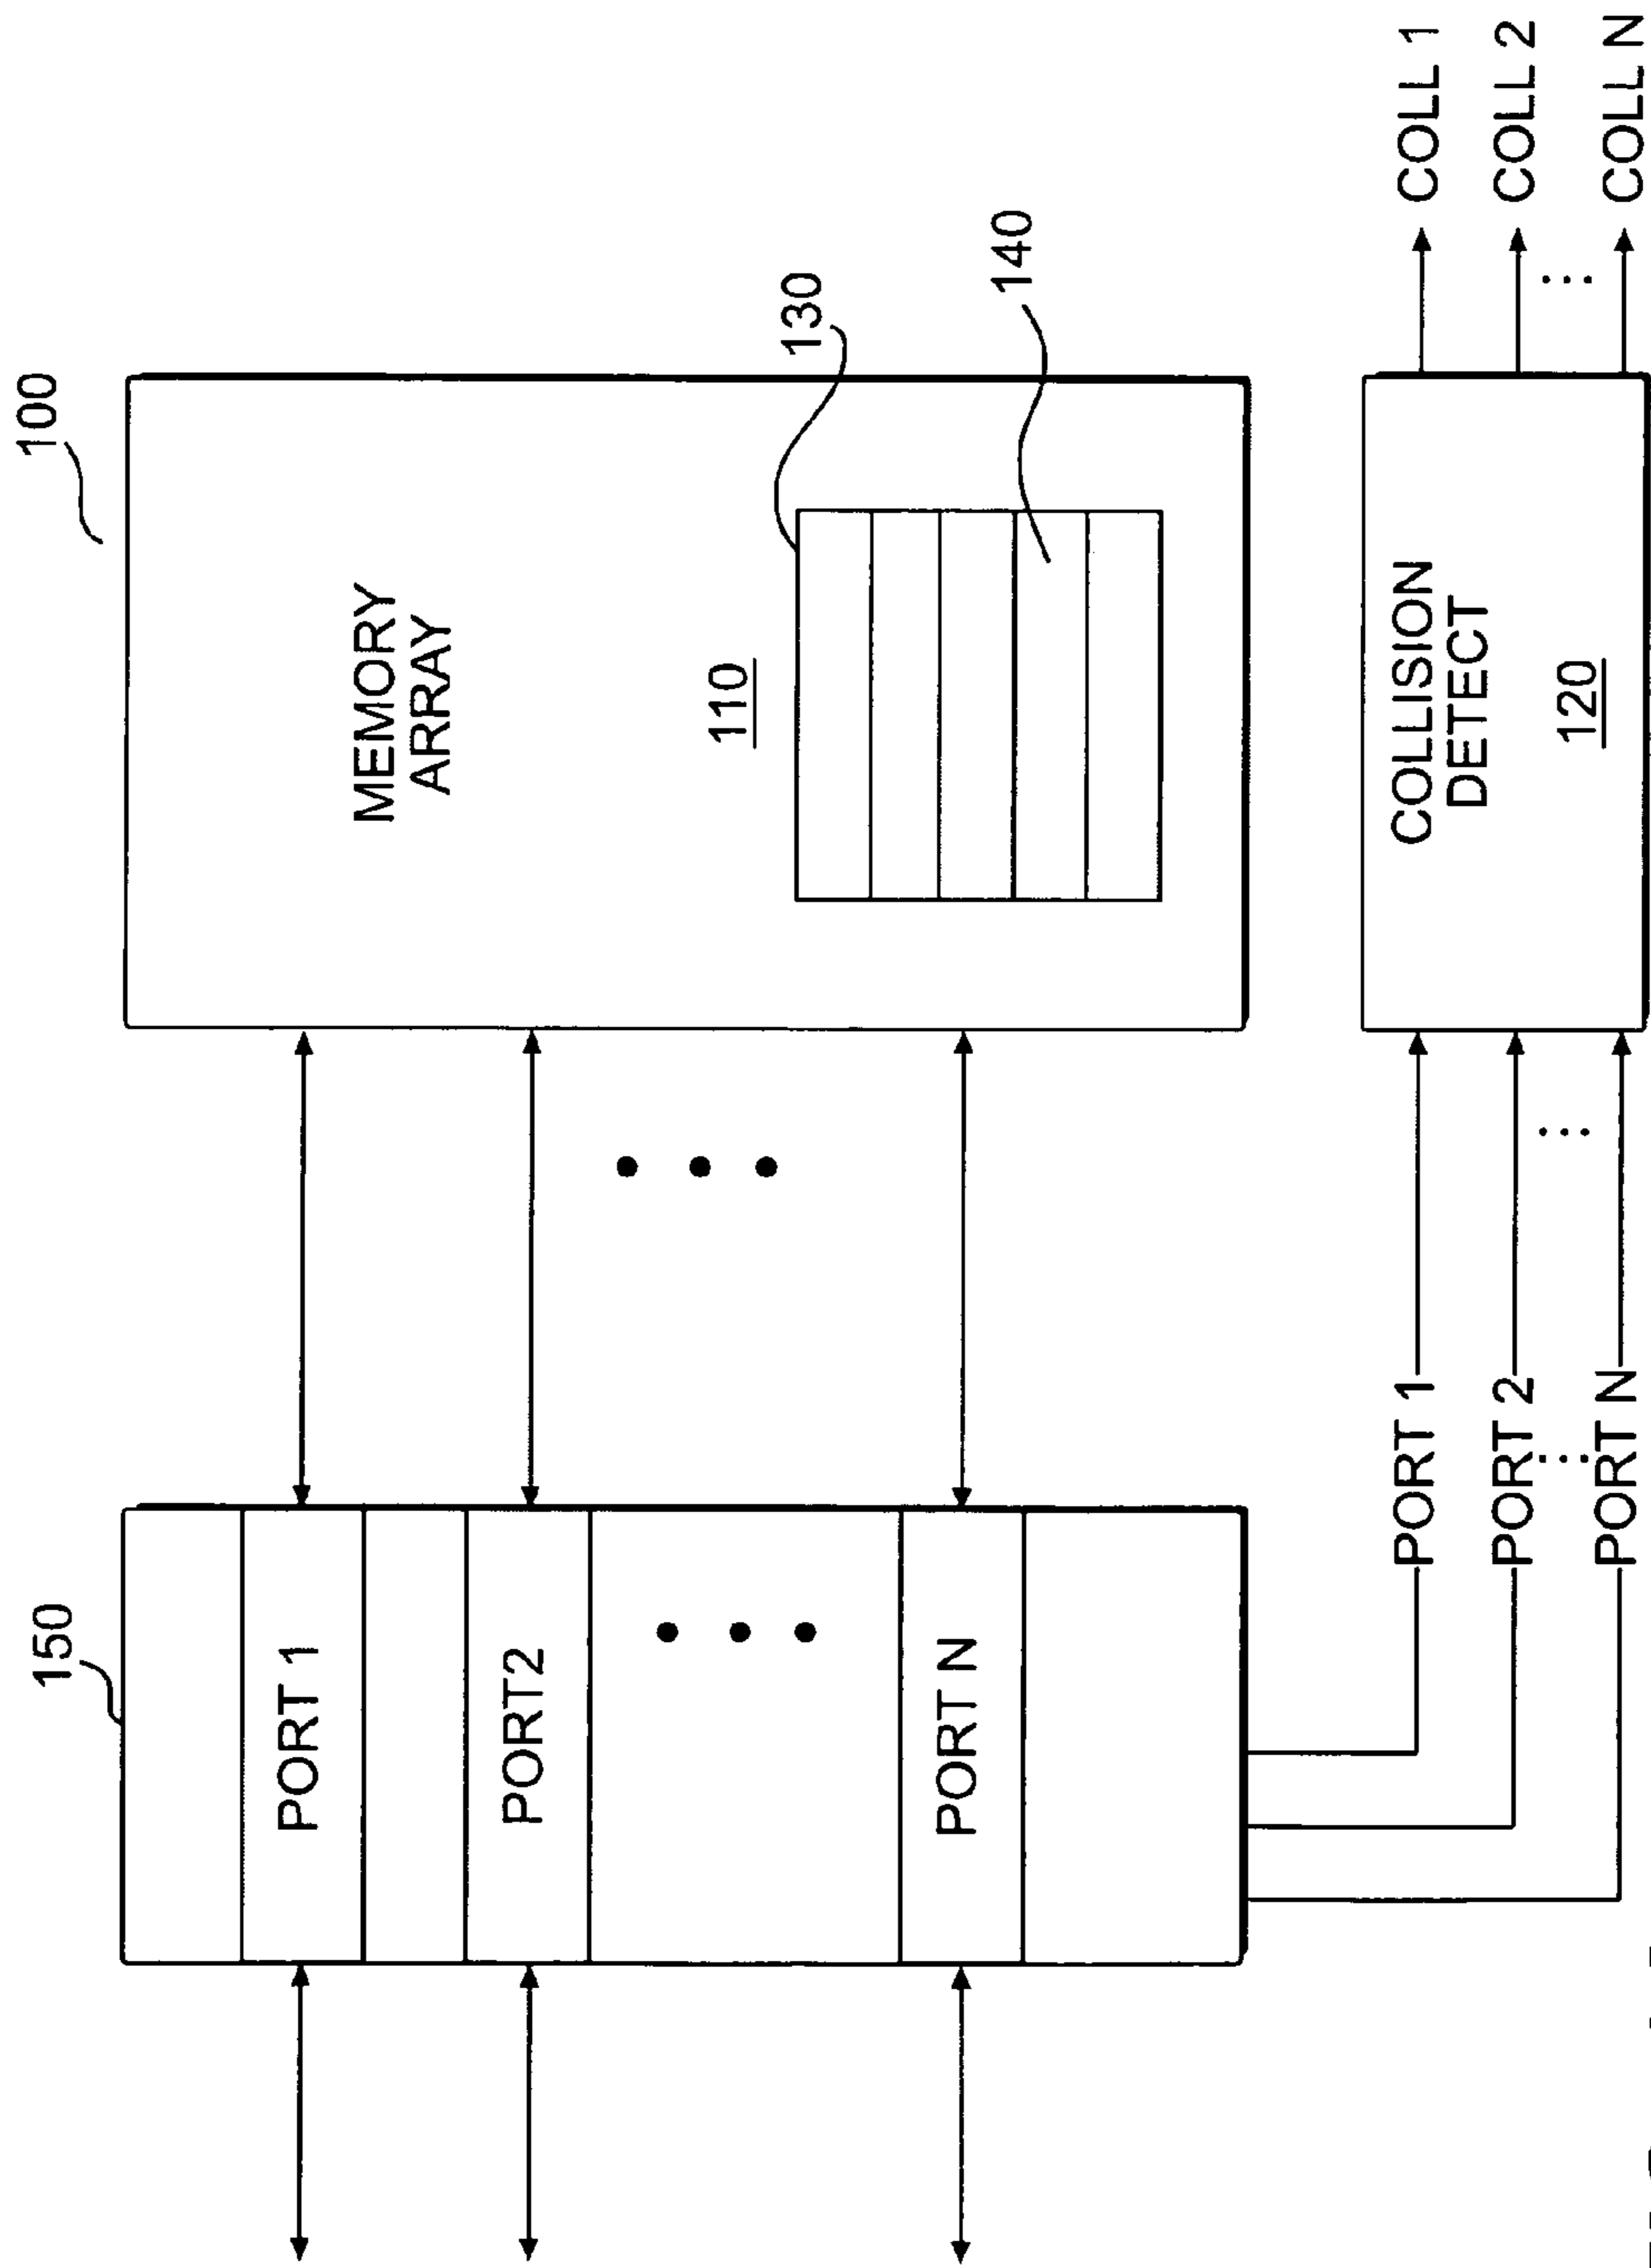 100
150
PORT 1
PORT2
PORT N
MEMORY
ARRAY
110
130
140
PORT 1
PORT 2
PORT N
COLLISION
DETECT
120
COLL 1
COLL 2
COLL N